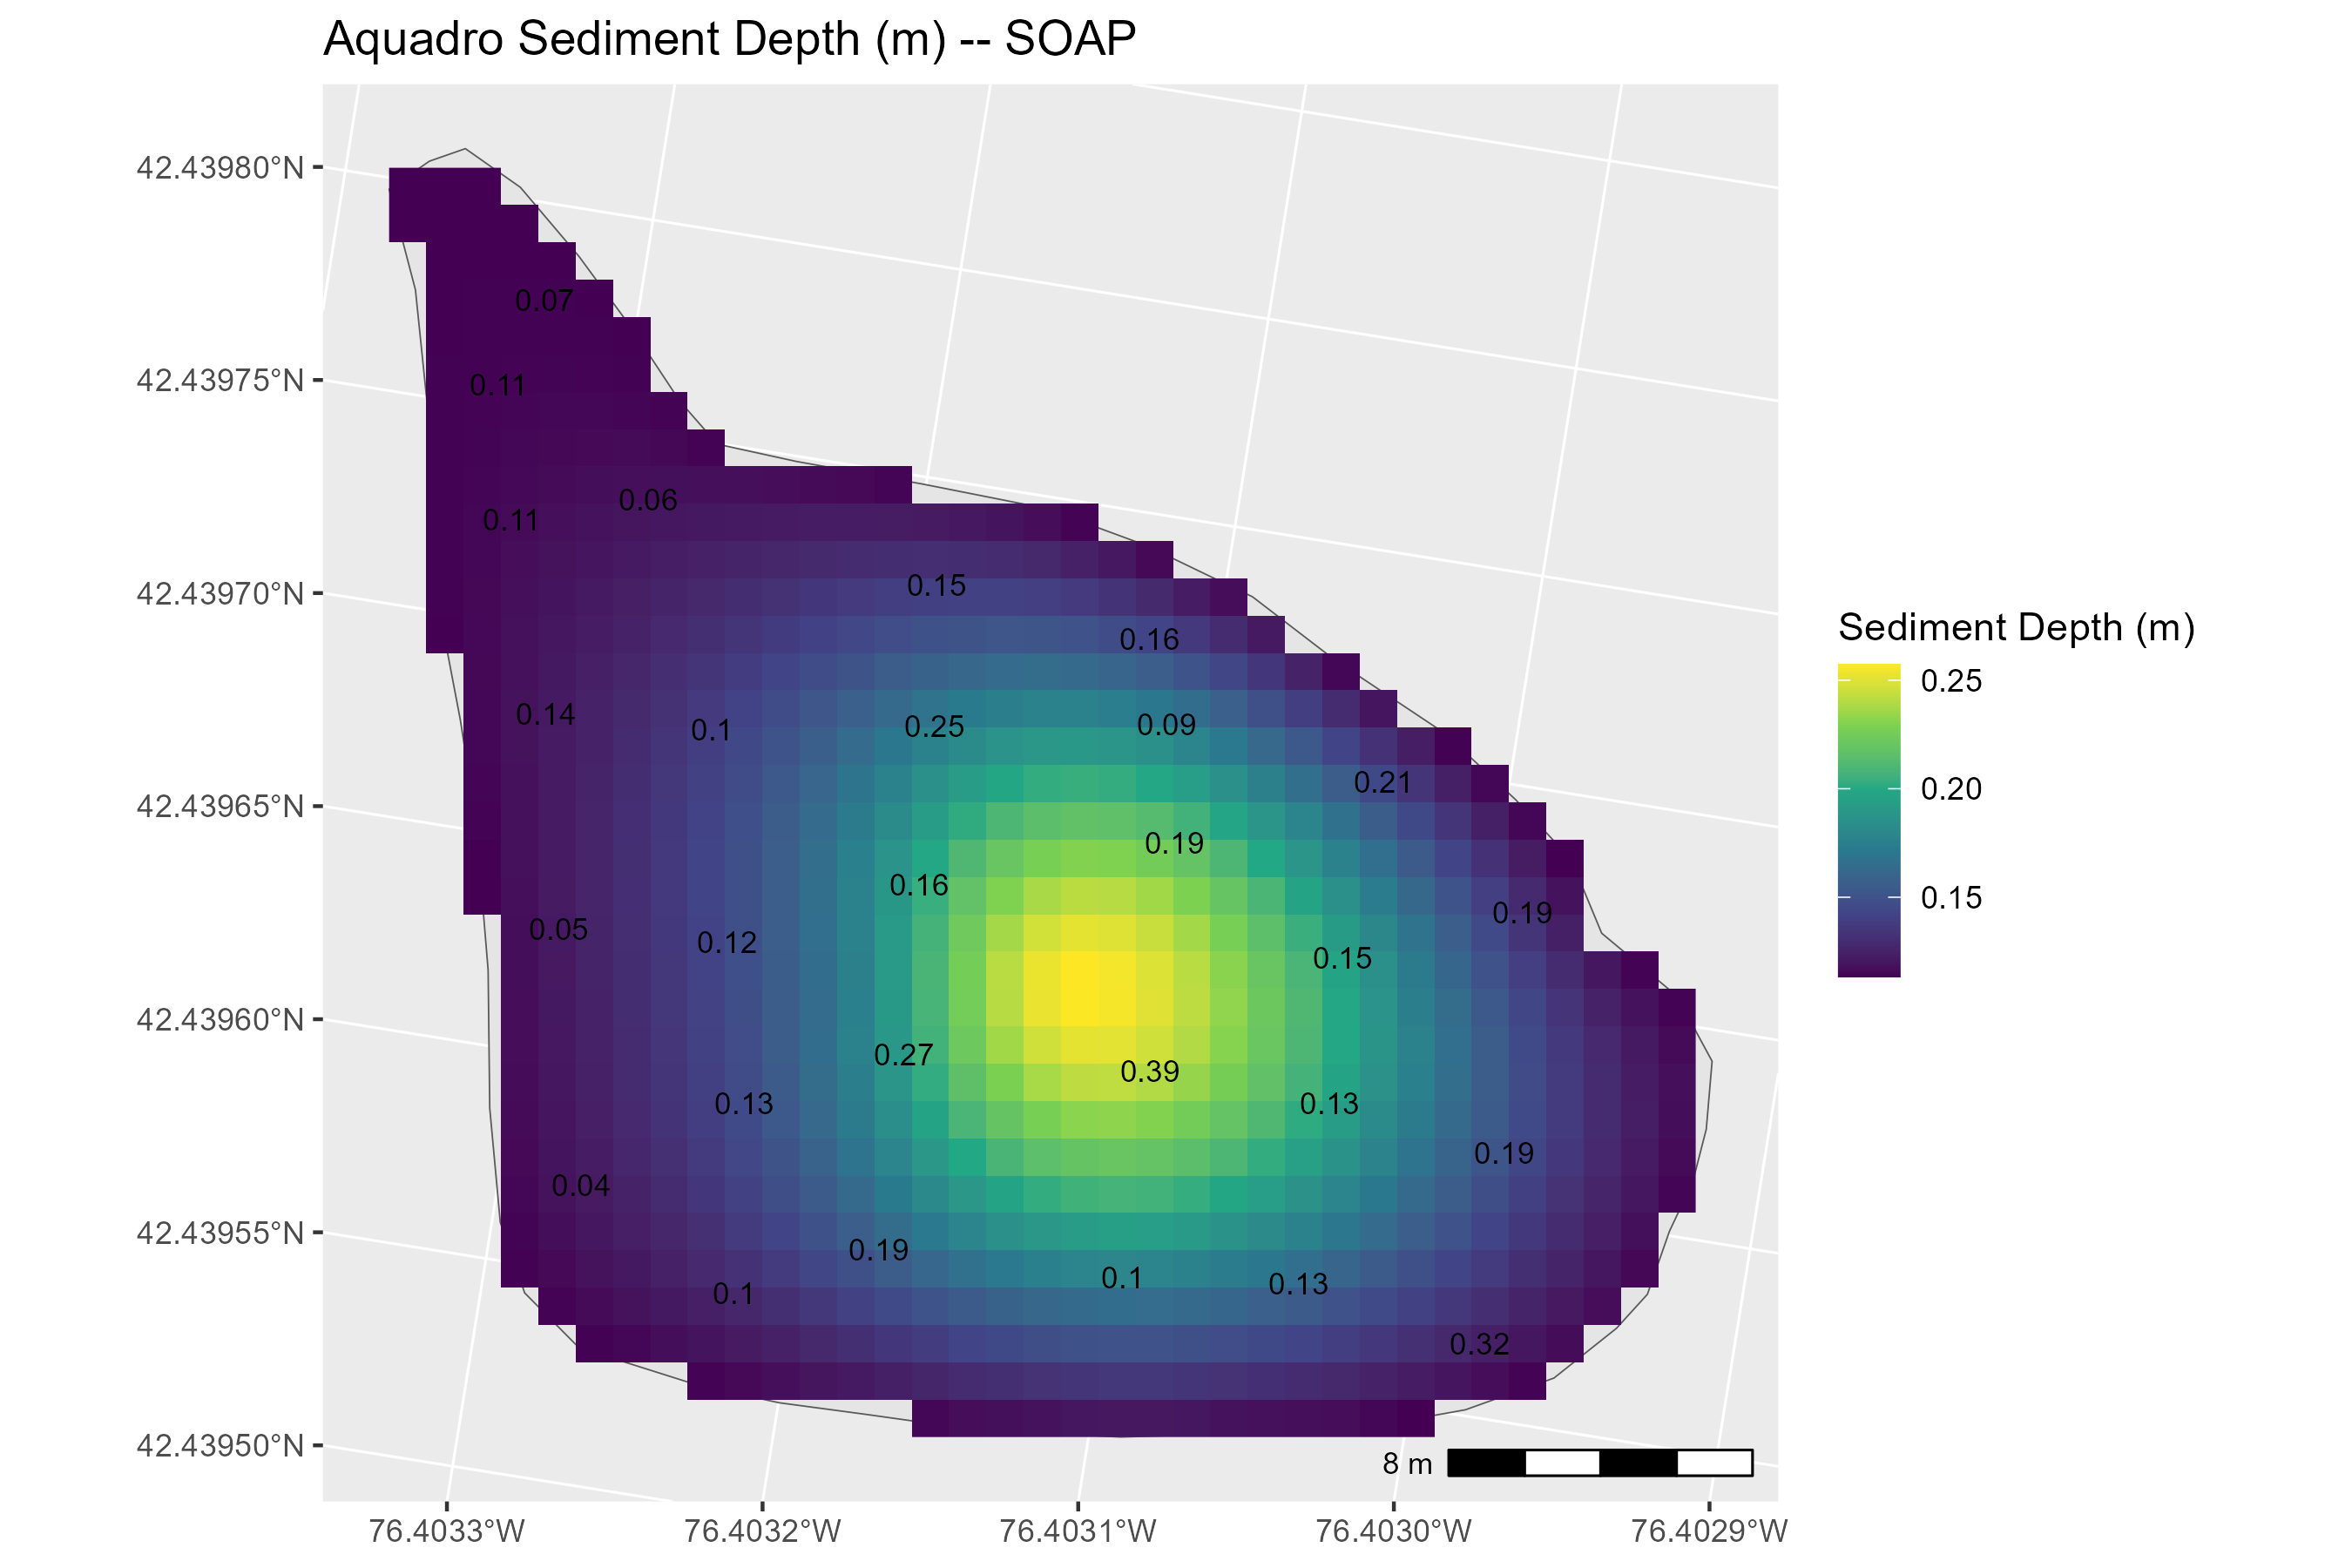 Aquadro Sediment Depth (m) -- SOAP
42.43980°N
0.07
42.43975°N
0.11
0.06
0.11
42.43970°N
0.15
0.16
Sediment Depth (m)
0.25
0.20
0.15
0.14
0.1
0.25
0.09
0.21
42.43965°N
0.19
0.16
0.19
0.05
0.12
0.15
42.43960°N
0.27
0.39
0.13
0.13
0.19
0.04
42.43955°N
0.19
0.1
0.13
0.1
0.32
42.43950°N
8 m
76.4033°W
76.4032°W
76.4031°W
76.4030°W
76.4029°W